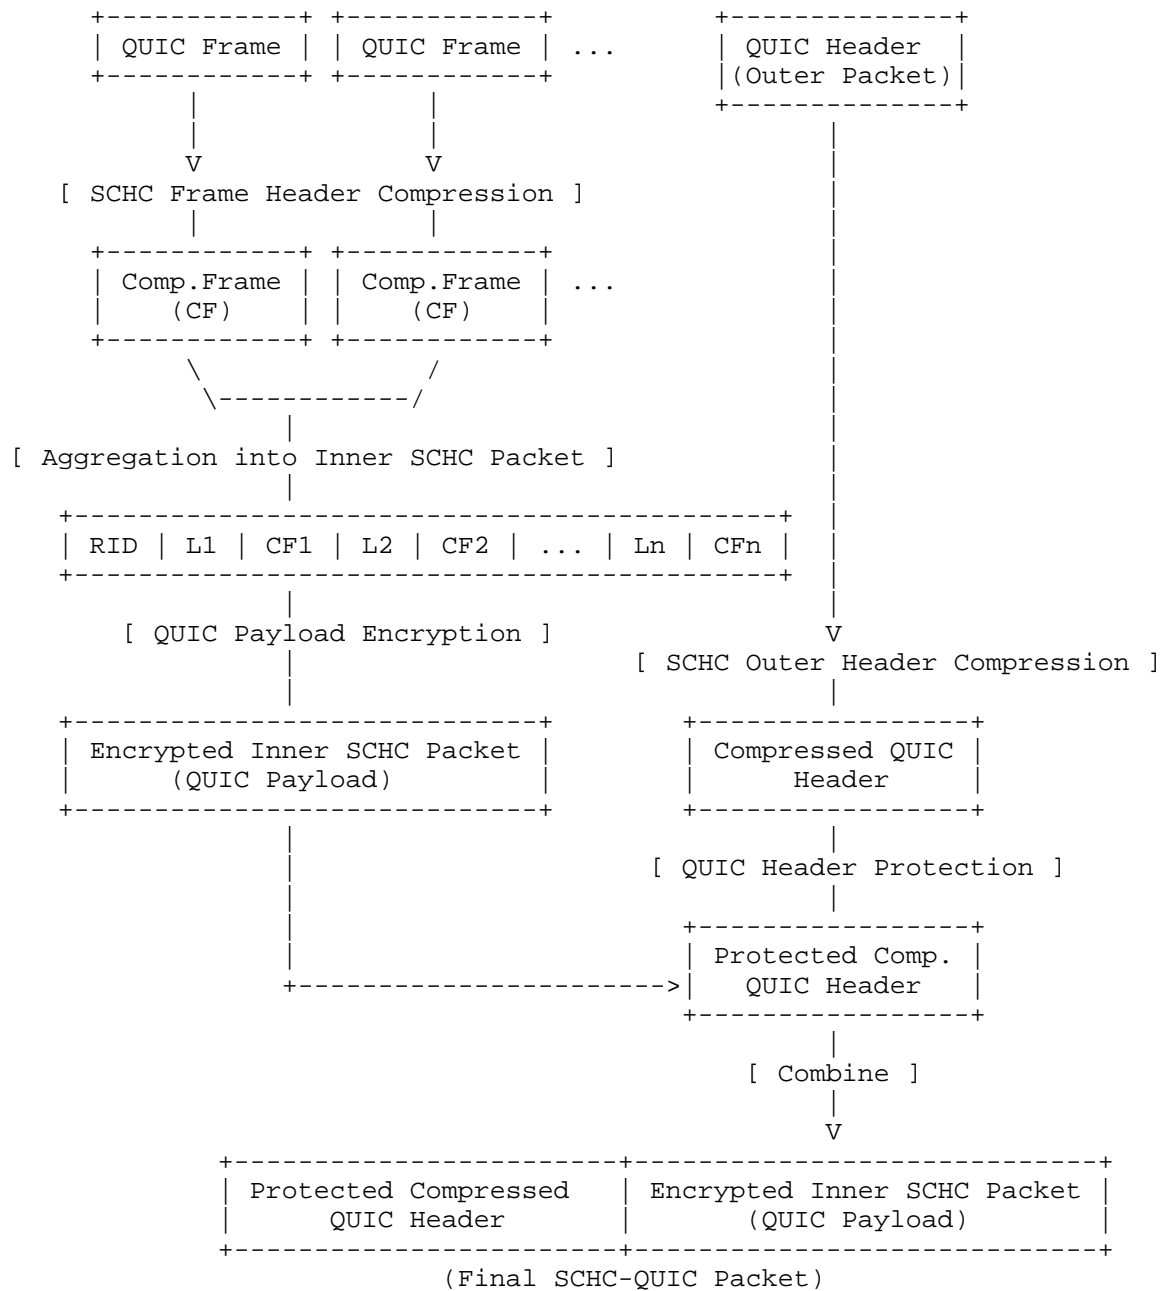 QUIC Frame QUIC Frame ... QUIC Header
(Outer Packet)
V V
[ SCHC Frame Header Compression ]
Comp.Frame Comp.Frame ...
(CF) (CF)
[ Aggregation into Inner SCHC Packet ]
RID | L1 | CF1 | L2 | CF2 | ... | Ln | CFn
[ QUIC Payload Encryption ] V
[ SCHC Outer Header Compression ]
Encrypted Inner SCHC Packet Compressed QUIC
(QUIC Payload) Header
[ QUIC Header Protection ]
Protected Comp.
QUIC Header
[ Combine ]
V
Protected Compressed | Encrypted Inner SCHC Packet
QUIC Header | (QUIC Payload)
(Final SCHC-QUIC Packet)